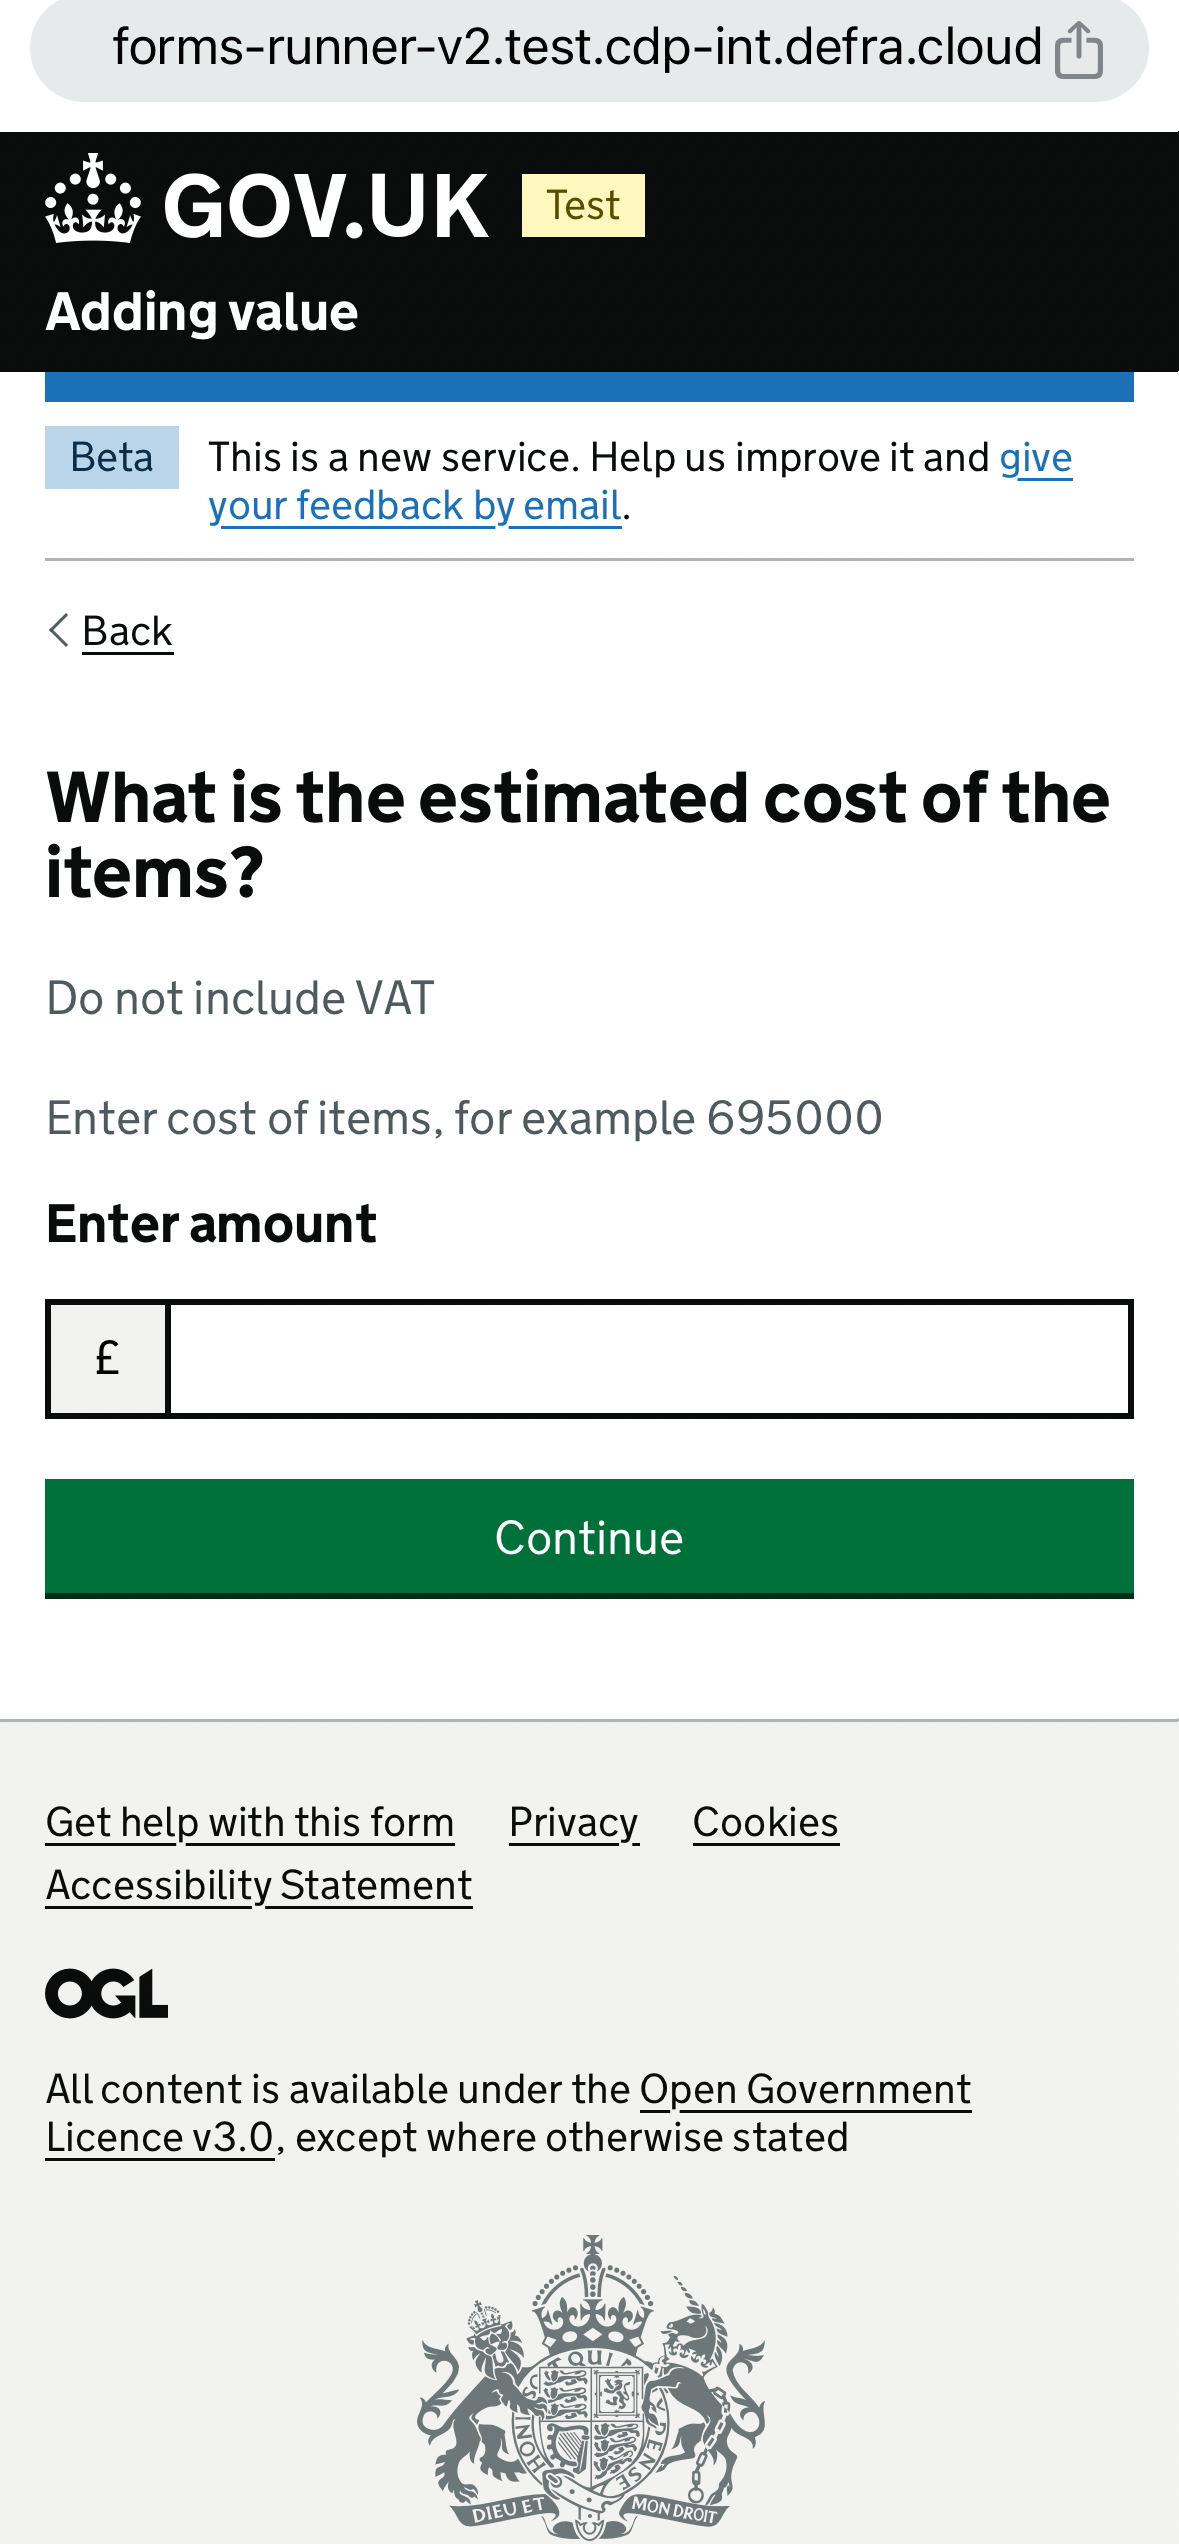 forms-runner-v2.test.cdp-int.defra.cloud
GOV.UK Test
Adding value
Beta This is a new service. Help us improve it and give
your feedback by email.
Back
What is the estimated cost of the
items?
Do not include VAT
Enter cost of items, for example 695000
Enter amount
£
Continue
Get help with this form Privacy Cookies
Accessibility Statement
OGL
All content is available under the Open Government
Licence v3.0, except where otherwise stated
DIEU ET MON DROIT